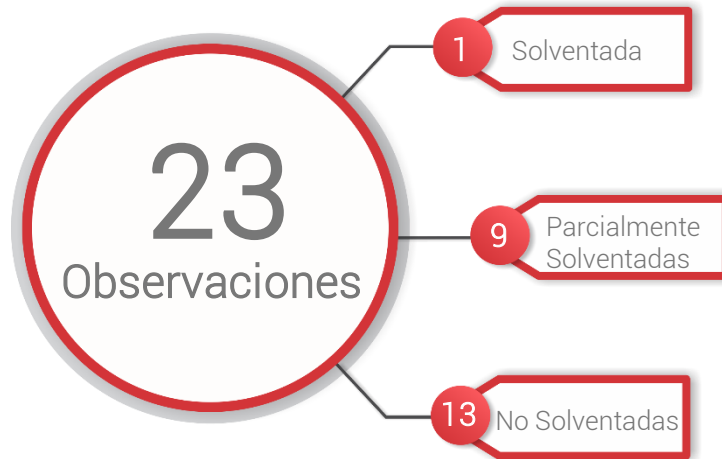 23
Observaciones
1
Solventada
9
Parcialmente
Solventadas
13
No Solventadas